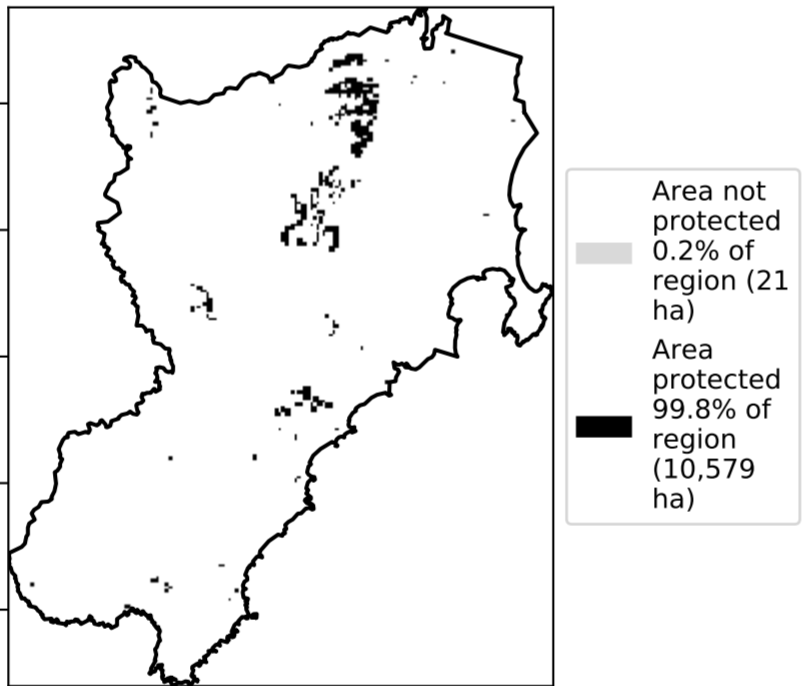 Area not
protected
0.2% of
region (21
ha)
Area
protected
99.8% of
region
(10,579
ha)